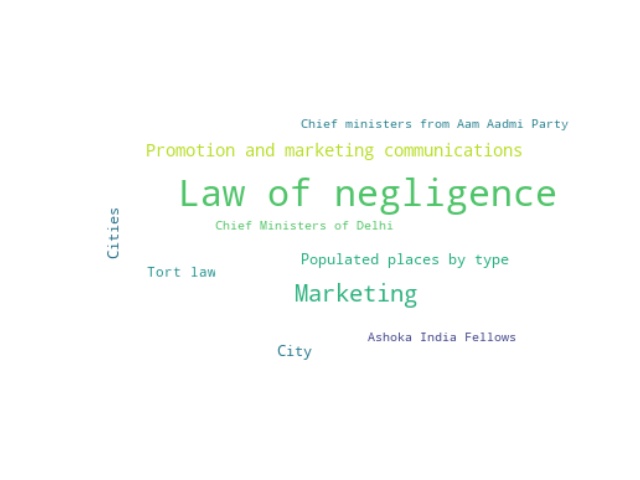 Chief ministers from Aam Aadmi Party
Promotion and marketing communications
Law of negligence
Cities
Chief Ministers of Delhi
Populated places by type
Tort law
Marketing
Ashoka India Fellows
City